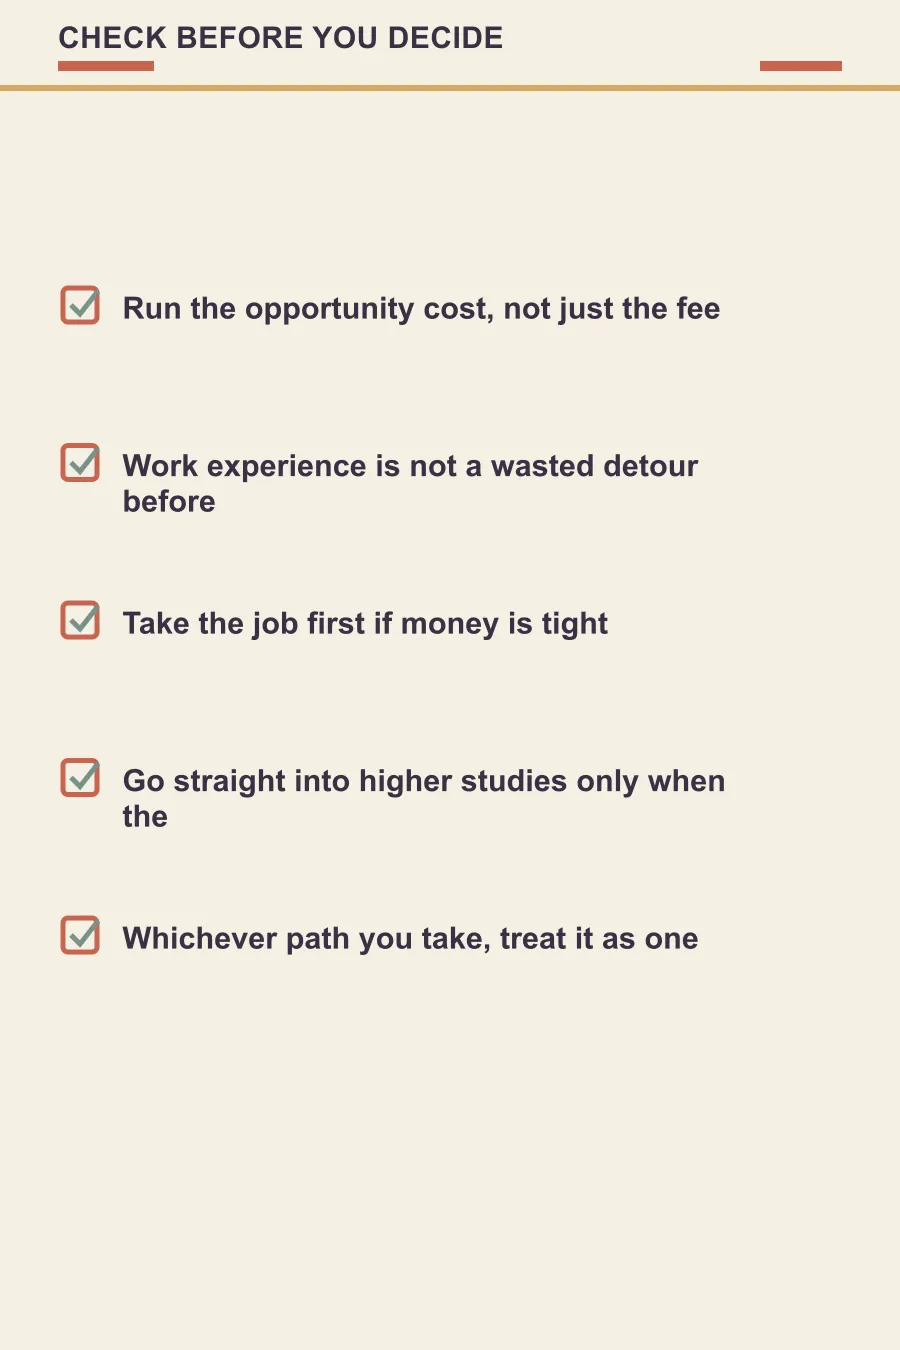 CHECK BEFORE YOU DECIDE
Run the opportunity cost, not just the fee
Work experience is not a wasted detour
before
Take the job first if money is tight
Go straight into higher studies only when
the
Whichever path you take, treat it as one